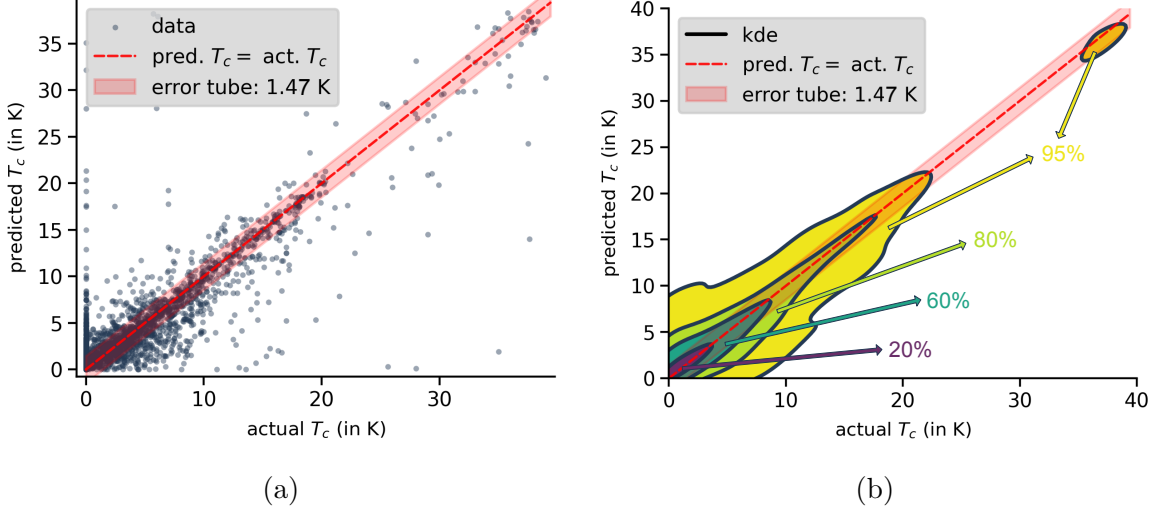 data
pred. T_c = act. T_c
error tube: 1.47 K
35
30
25
20
15
10
5
0
predicted T_c (in K)
0 10 20 30
actual T_c (in K)
(a)
kde
pred. T_c = act. T_c
error tube: 1.47 K
40
35
30
25
20
15
10
5
0
predicted T_c (in K)
95%
80%
60%
20%
0 10 20 30 40
actual T_c (in K)
(b)